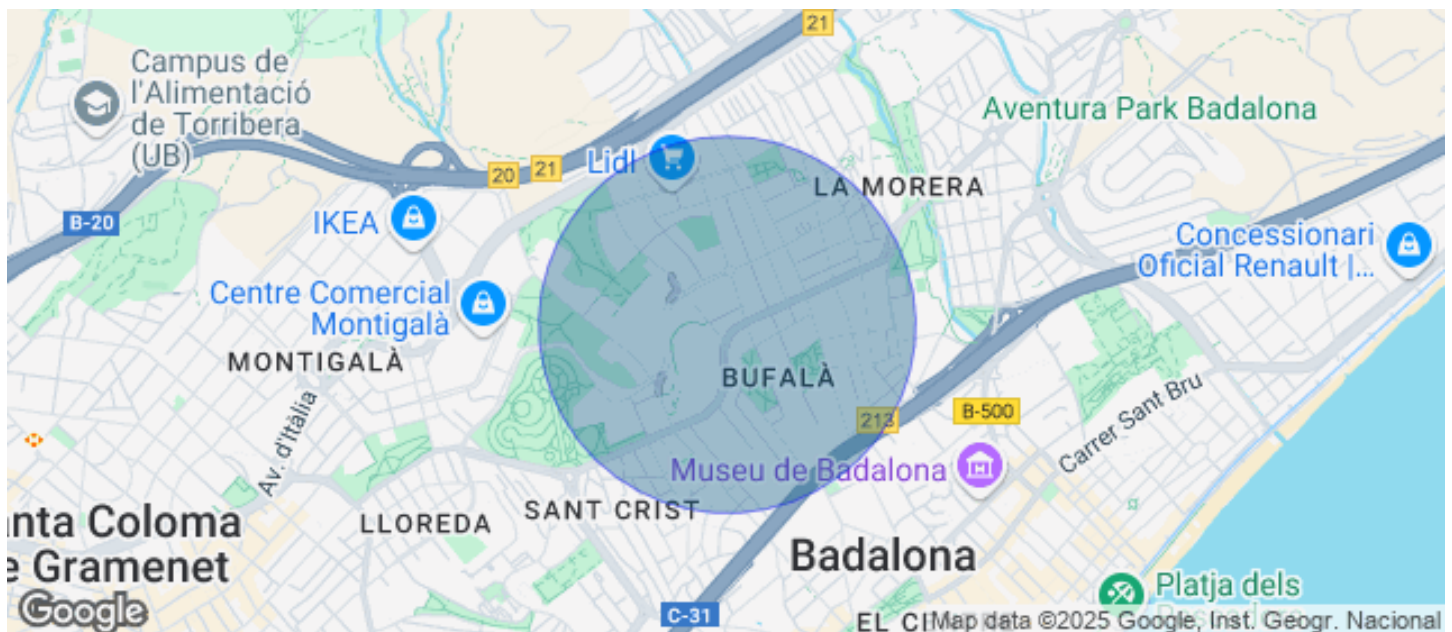 21
Campus de
l'Alimentació
de Torribera
(UB)
Aventura Park Badalona
Lidl
20
21
LA MORERA
B-20
IKEA
Concessionari
Oficial Renault |...
Centre Comercial
Montigalà
MONTIGALÀ
BUFALÀ
Av. d'Itàlia
213
B-500
Carrer Sant Bru
Museu de Badalona
SANT CRIST
LLOREDA
anta Coloma
e Gramenet
Badalona
Platja dels
Google
C-31
EL C
Map data ©2025 Google, Inst. Geogr. Nacional